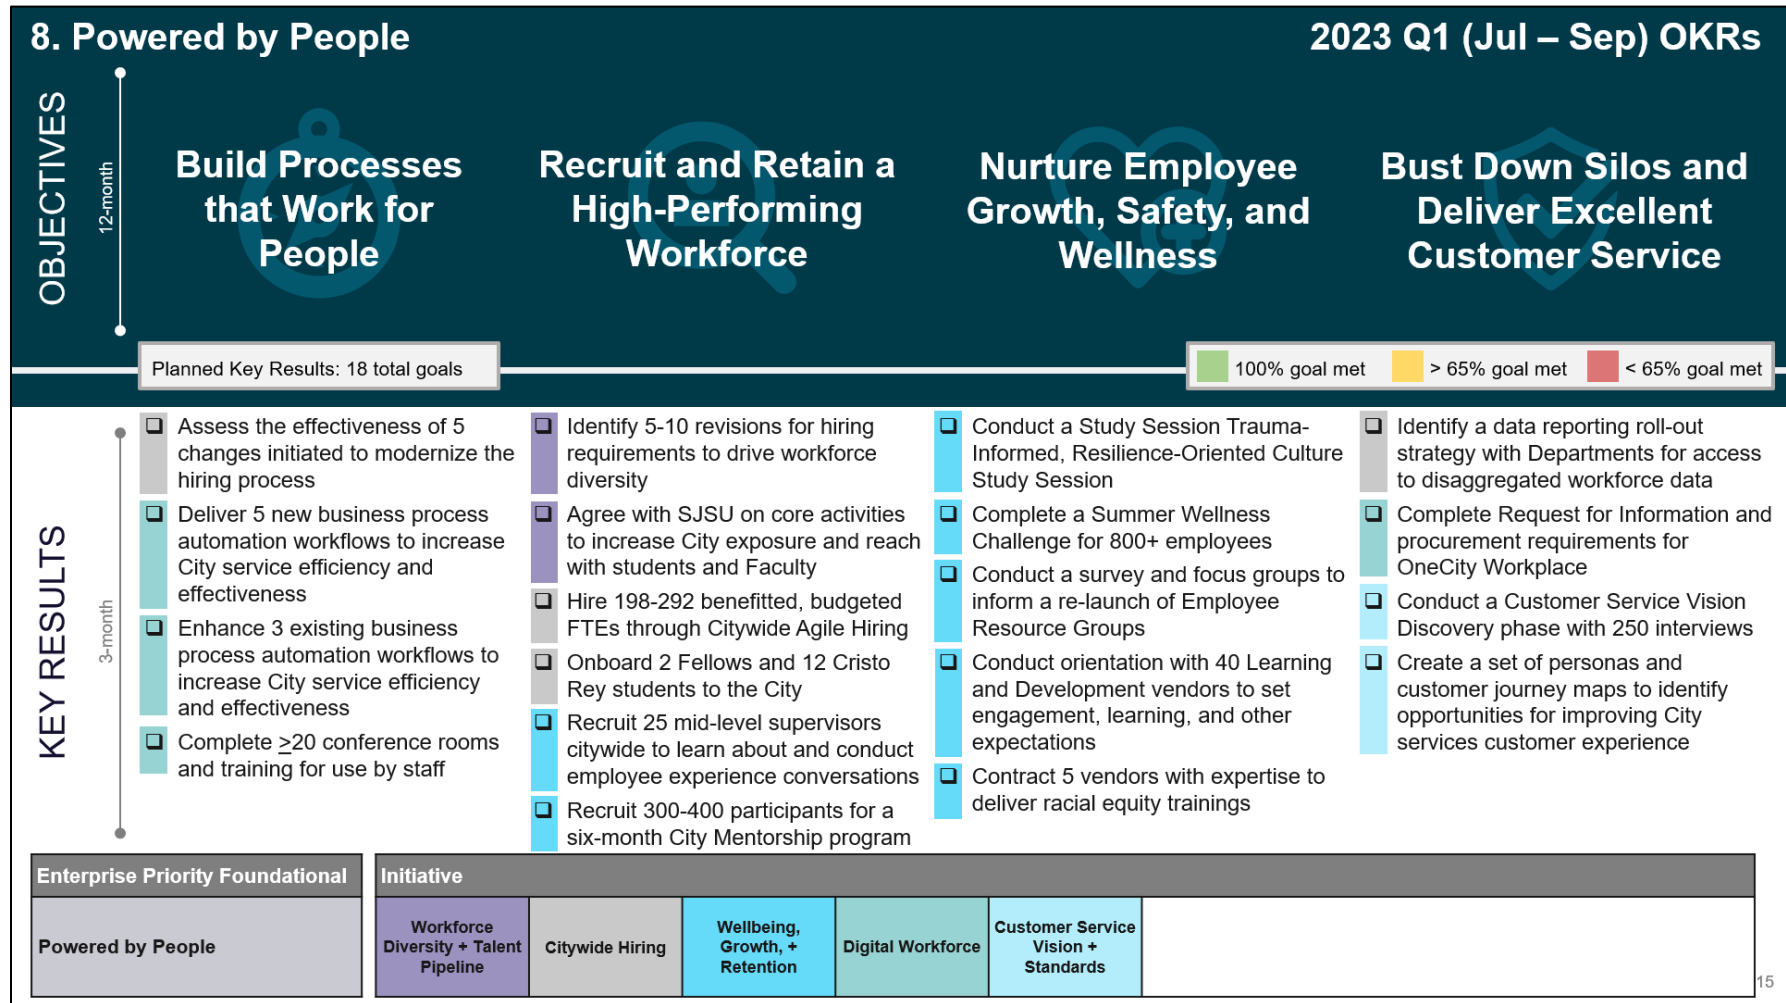 8. Powered by People
2023 Q1 (Jul – Sep) OKRs
OBJECTIVES
12-month
Build Processes
that Work for
People
Recruit and Retain a
High-Performing
Workforce
Nurture Employee
Growth, Safety, and
Wellness
Bust Down Silos and
Deliver Excellent
Customer Service
Planned Key Results: 18 total goals
100% goal met
> 65% goal met
< 65% goal met
KEY RESULTS
3-month
❑ Assess the effectiveness of 5
changes initiated to modernize the
hiring process
❑ Deliver 5 new business process
automation workflows to increase
City service efficiency and
effectiveness
❑ Enhance 3 existing business
process automation workflows to
increase City service efficiency
and effectiveness
❑ Complete >20 conference rooms
and training for use by staff
❑ Identify 5-10 revisions for hiring
requirements to drive workforce
diversity
❑ Agree with SJSU on core activities
to increase City exposure and reach
with students and Faculty
❑ Hire 198-292 benefitted, budgeted
FTEs through Citywide Agile Hiring
❑ Onboard 2 Fellows and 12 Cristo
Rey students to the City
❑ Recruit 25 mid-level supervisors
citywide to learn about and conduct
employee experience conversations
❑ Recruit 300-400 participants for a
six-month City Mentorship program
❑ Conduct a Study Session Trauma-
Informed, Resilience-Oriented Culture
Study Session
❑ Complete a Summer Wellness
Challenge for 800+ employees
❑ Conduct a survey and focus groups to
inform a re-launch of Employee
Resource Groups
❑ Conduct orientation with 40 Learning
and Development vendors to set
engagement, learning, and other
expectations
❑ Contract 5 vendors with expertise to
deliver racial equity trainings
❑ Identify a data reporting roll-out
strategy with Departments for access
to disaggregated workforce data
❑ Complete Request for Information and
procurement requirements for
OneCity Workplace
❑ Conduct a Customer Service Vision
Discovery phase with 250 interviews
❑ Create a set of personas and
customer journey maps to identify
opportunities for improving City
services customer experience
Enterprise Priority Foundational
Powered by People
Initiative
Workforce
Diversity + Talent
Pipeline
Citywide Hiring
Wellbeing,
Growth, +
Retention
Digital Workforce
Customer Service
Vision +
Standards
15